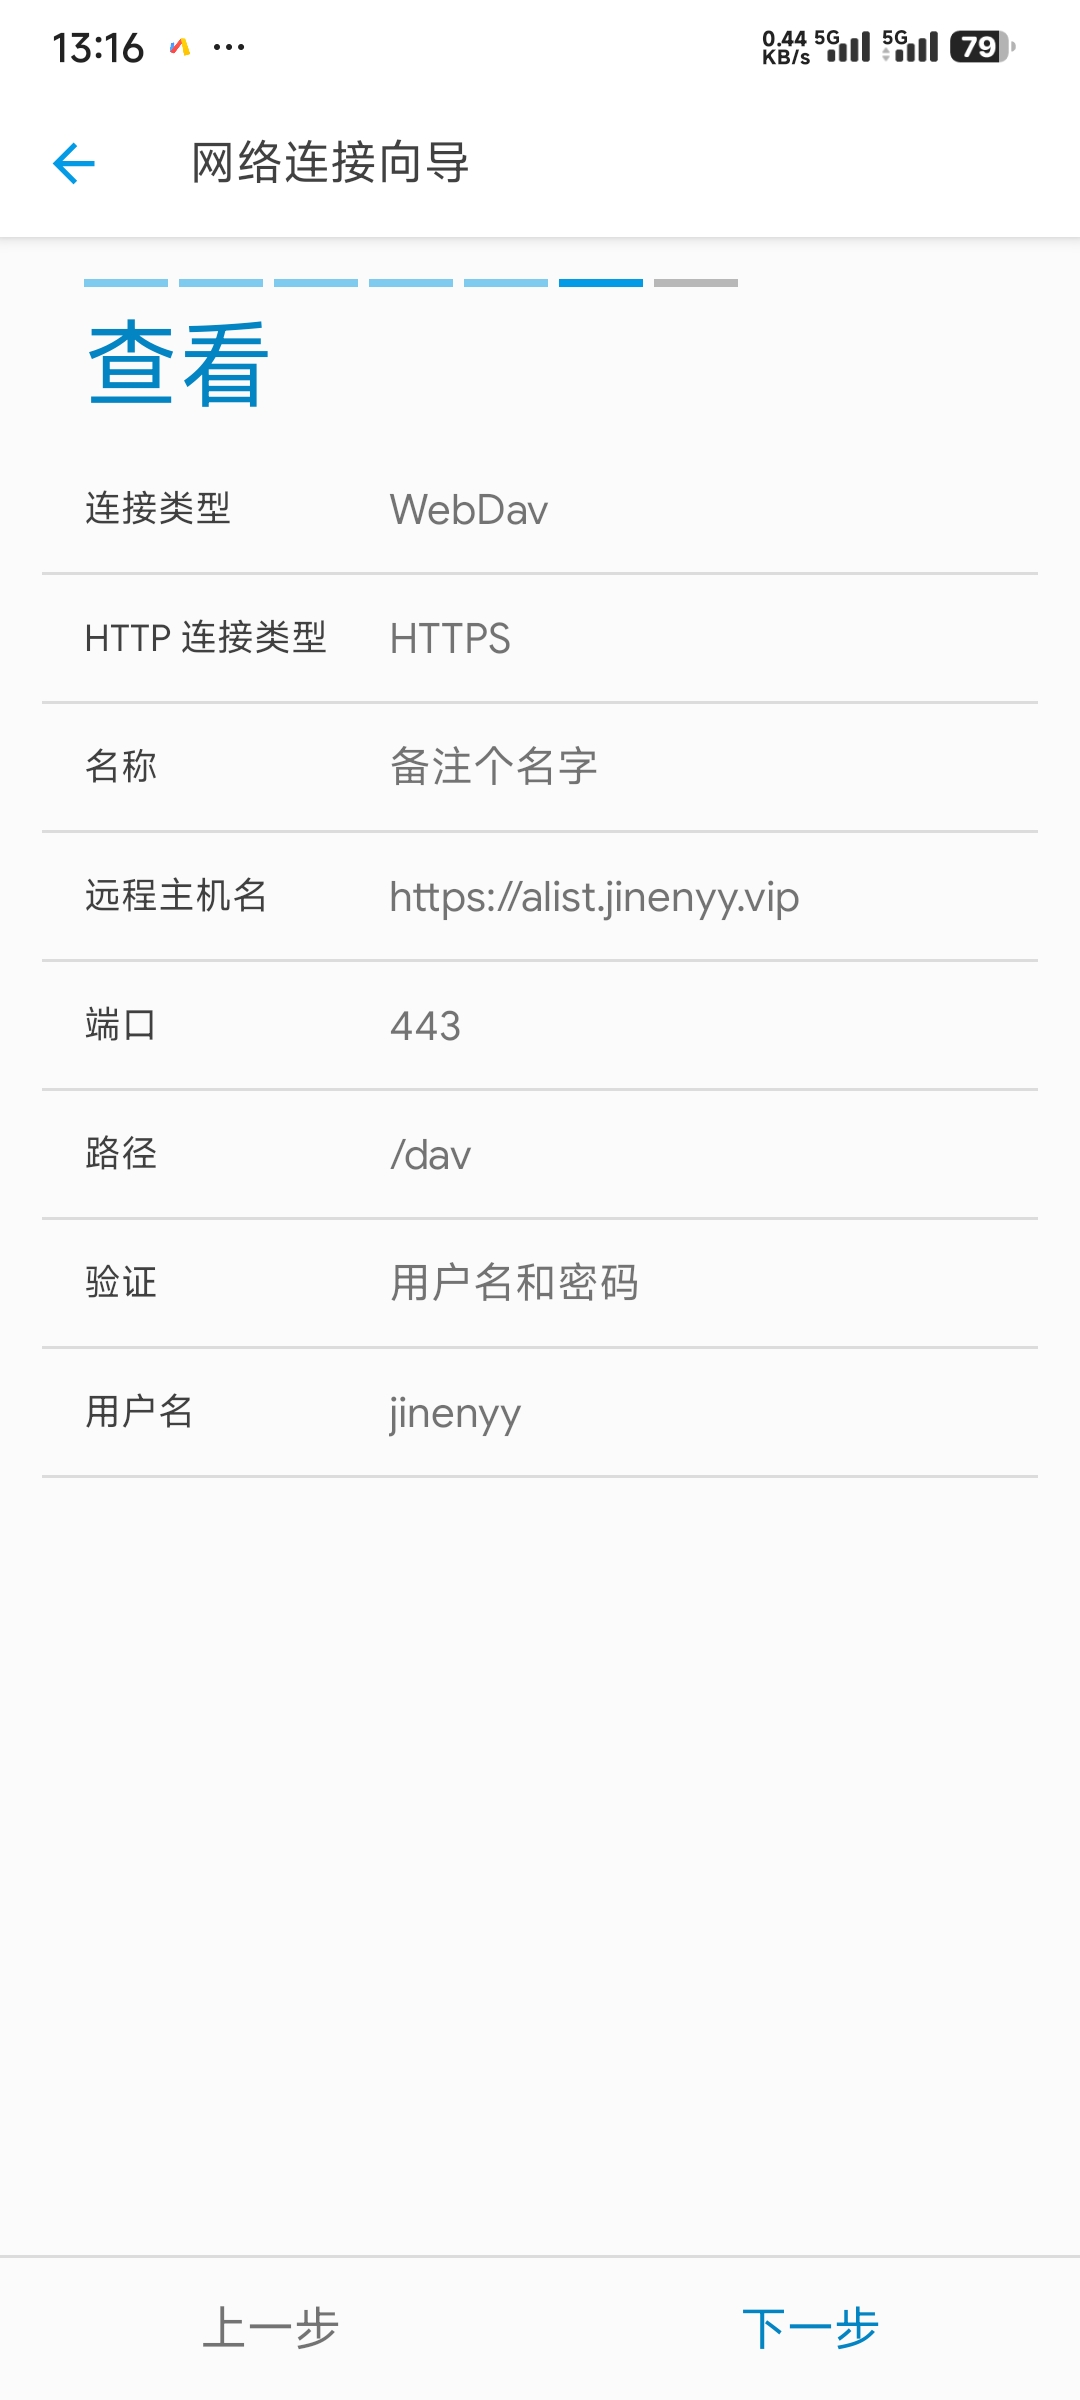 13:16 ... 0.44 KB/s 5G 5G 79
网络连接向导
查看
连接类型 WebDav
HTTP 连接类型 HTTPS
名称 备注个名字
远程主机名 https://alist.jinenyy.vip
端口 443
路径 /dav
验证 用户名和密码
用户名 jinenyy
上一步 下一步